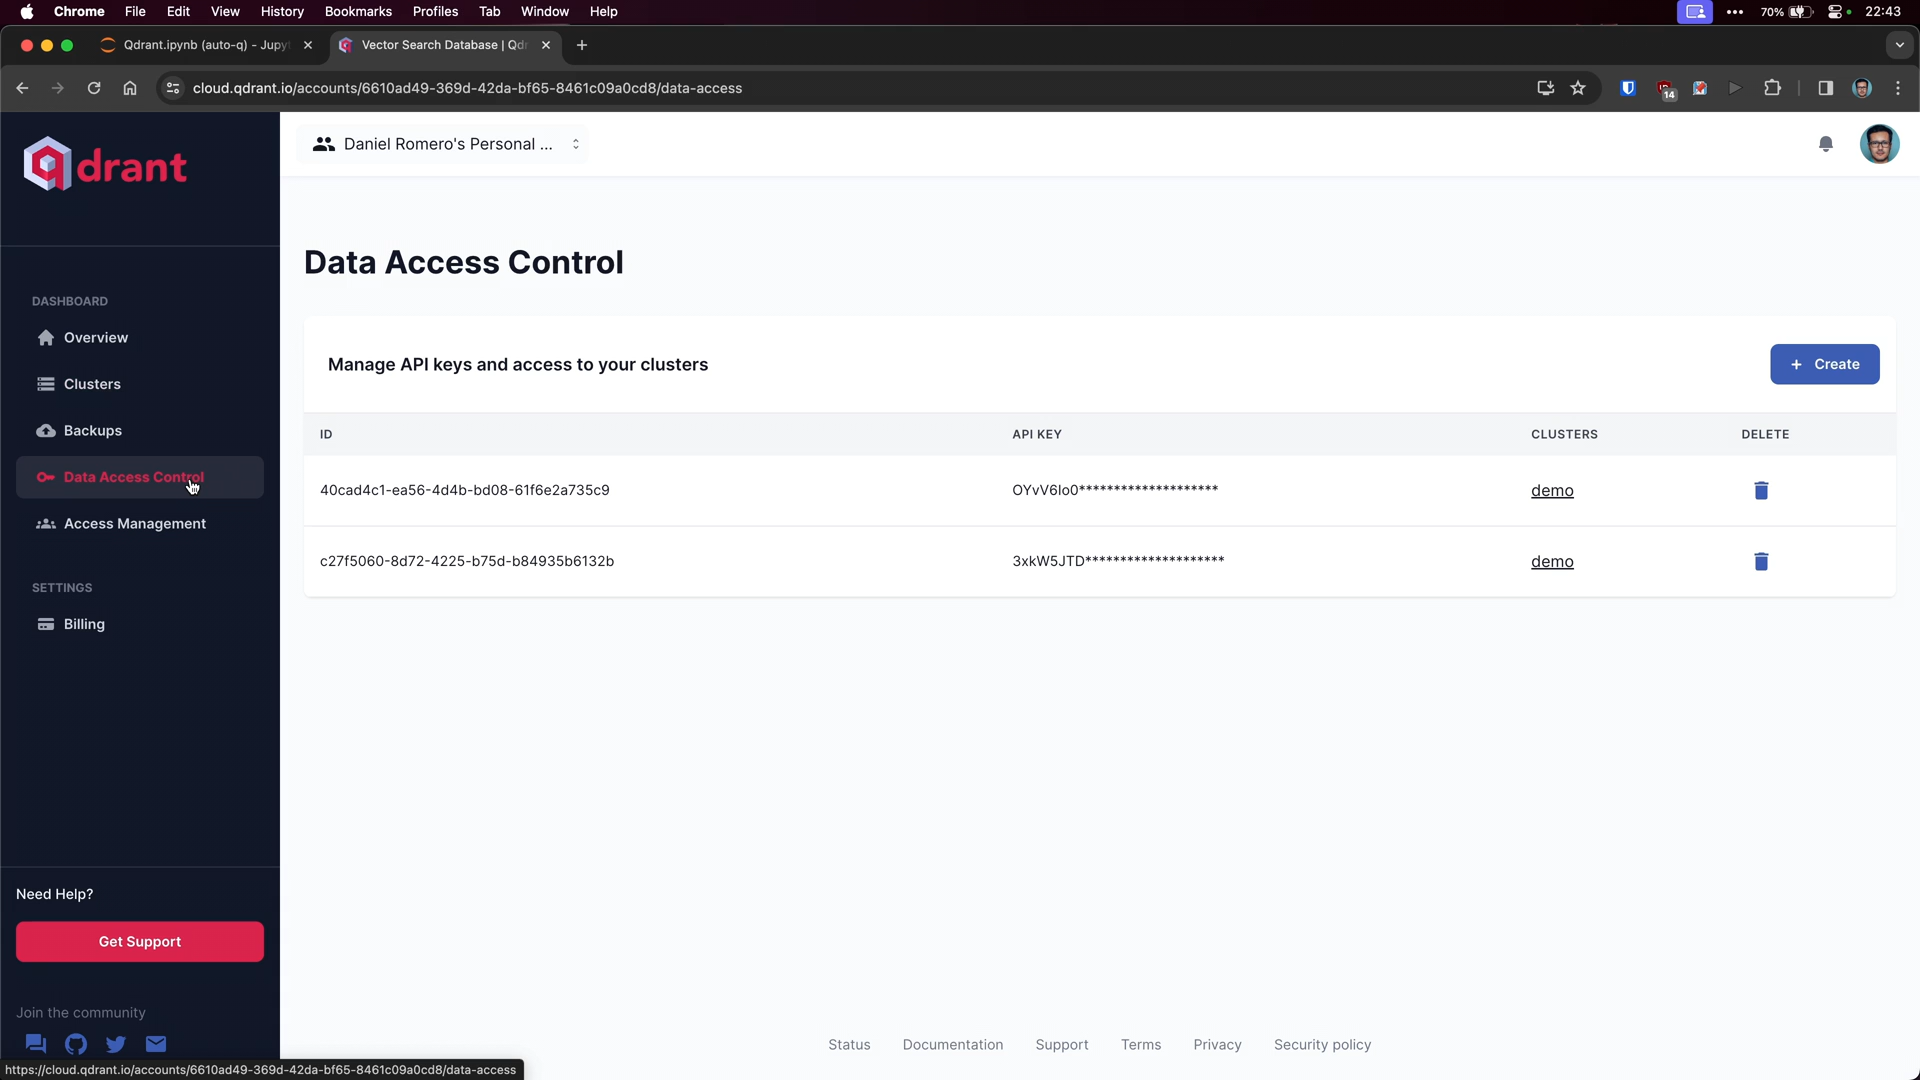 Chrome File Edit View History Bookmarks Profiles Tab Window Help 70% 22:43
Qdrant.ipynb (auto-q) - Jupy Vector Search Database | Qdr
cloud.qdrant.io/accounts/6610ad49-369d-42da-bf65-8461c09a0cd8/data-access 14
qdrant
Daniel Romero's Personal ...
Data Access Control
DASHBOARD
Overview
Clusters
Backups
Data Access Control
Access Management
SETTINGS
Billing
Manage API keys and access to your clusters
+ Create
ID API KEY CLUSTERS DELETE
40cad4c1-ea56-4d4b-bd08-61f6e2a735c9 OYvV6Io0******************** demo
c27f5060-8d72-4225-b75d-b84935b6132b 3xkW5JTD******************** demo
Need Help?
Get Support
Join the community
Status Documentation Support Terms Privacy Security policy
https://cloud.qdrant.io/accounts/6610ad49-369d-42da-bf65-8461c09a0cd8/data-access